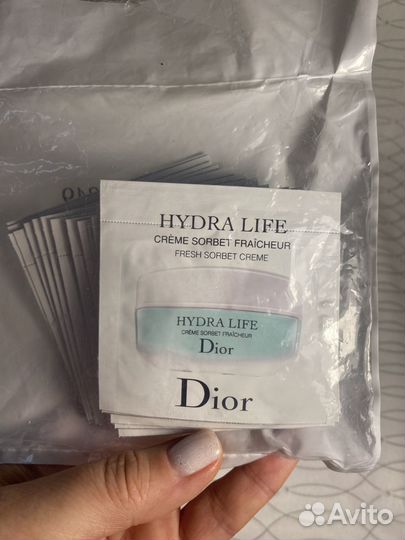 HYDRA LIFE
CRÈME SORBET FRAÎCHEUR
FRESH SORBET CREME
HYDRA LIFE
CRÈME SORBET FRAÎCHEUR
Dior
Dior
Avito